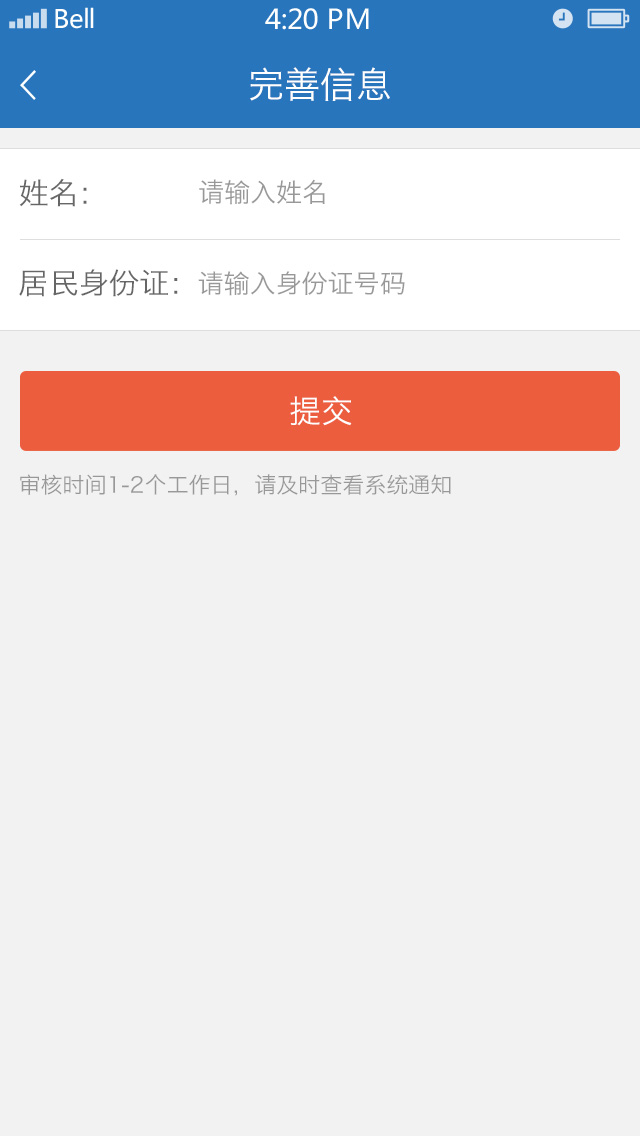 Bell 4:20 PM
完善信息
姓名： 请输入姓名
居民身份证： 请输入身份证号码
提交
审核时间1-2个工作日，请及时查看系统通知